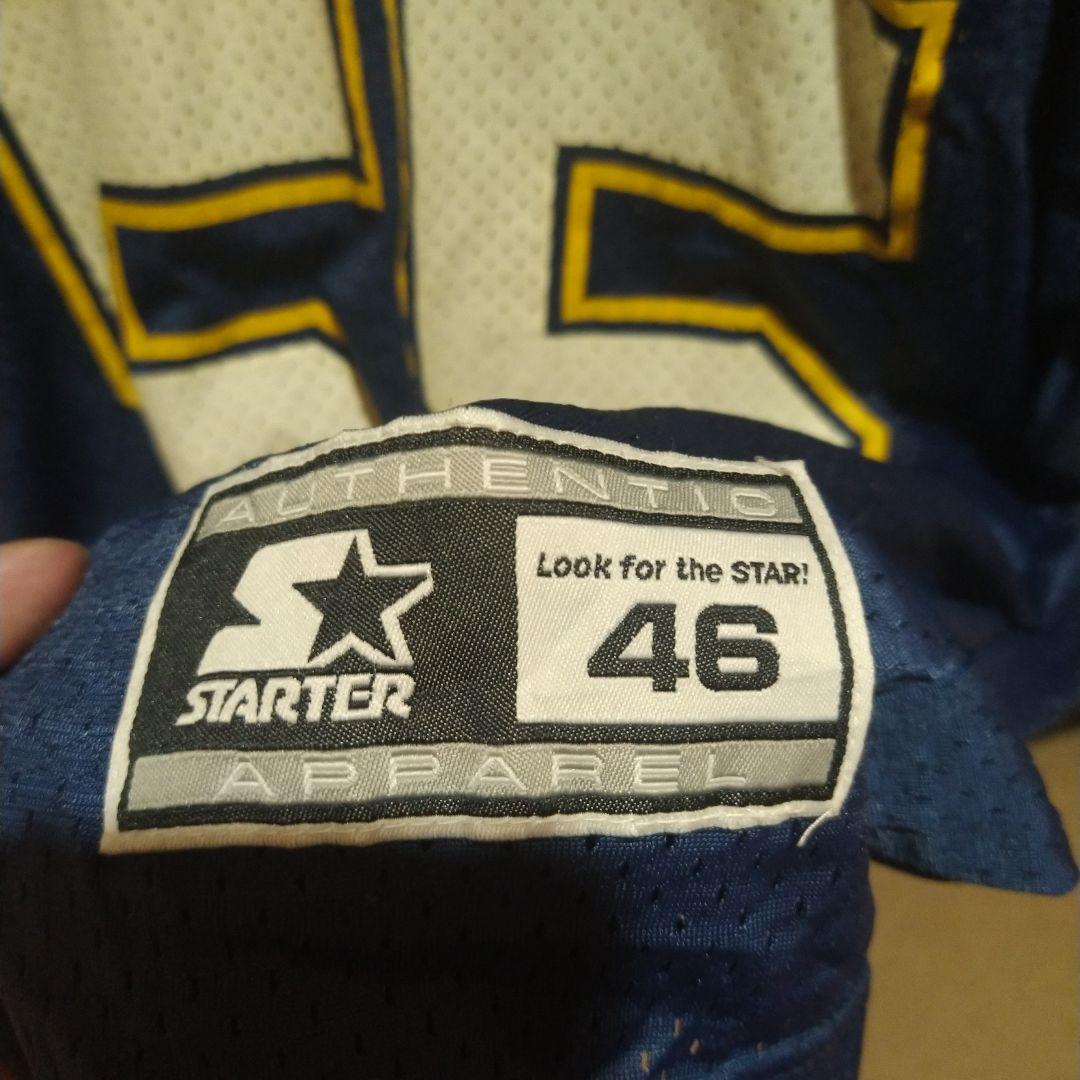 AUTHENTIC
Look for the STAR!
46
STARTER
APPAREL